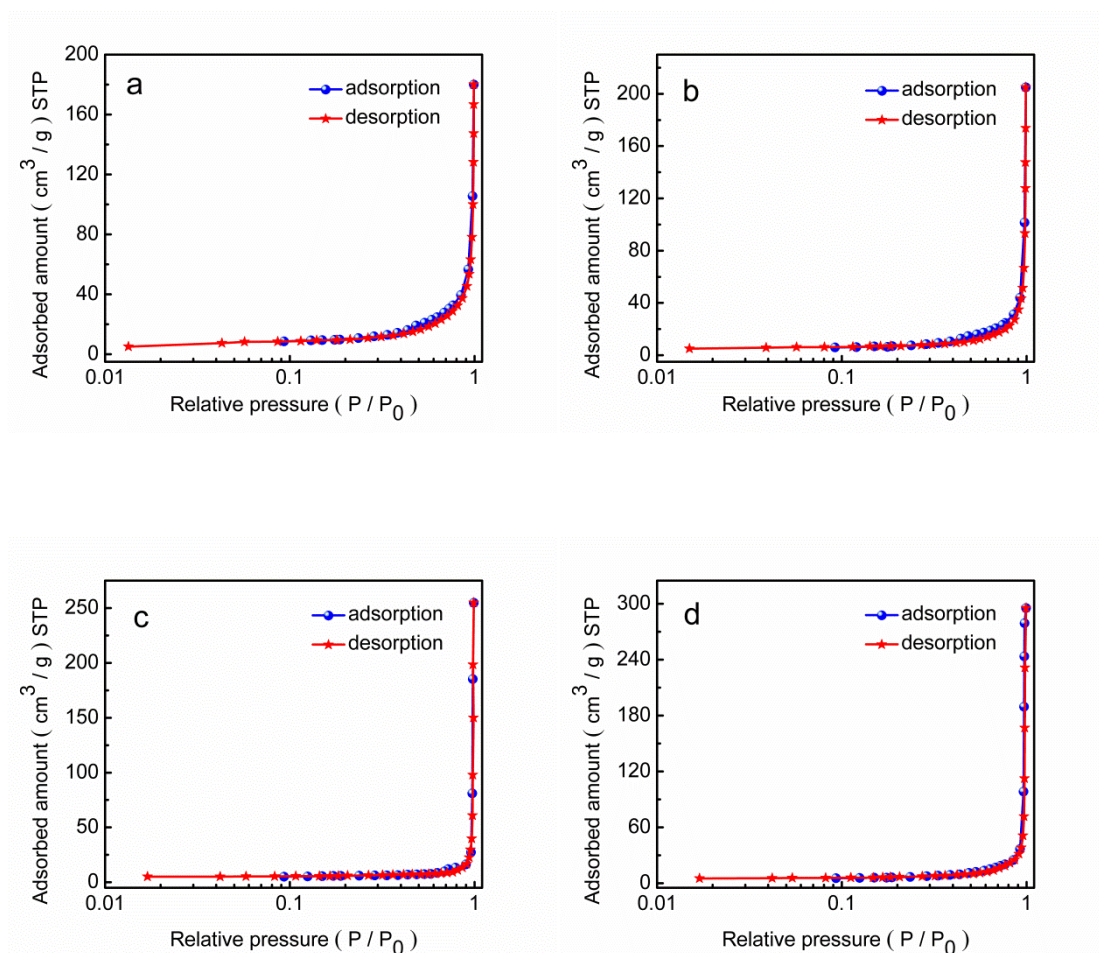 a
adsorption
desorption
200
160
120
80
40
0
0.01
0.1
1
Adsorbed amount ( cm3 / g ) STP
Relative pressure ( P / P0 )
b
adsorption
desorption
200
160
120
80
40
0
0.01
0.1
1
Adsorbed amount ( cm3 / g ) STP
Relative pressure ( P / P0 )
c
adsorption
desorption
250
200
150
100
50
0
0.01
0.1
1
Adsorbed amount ( cm3 / g ) STP
Relative pressure ( P / P0 )
d
adsorption
desorption
300
240
180
120
60
0
0.01
0.1
1
Adsorbed amount ( cm3 / g ) STP
Relative pressure ( P / P0 )